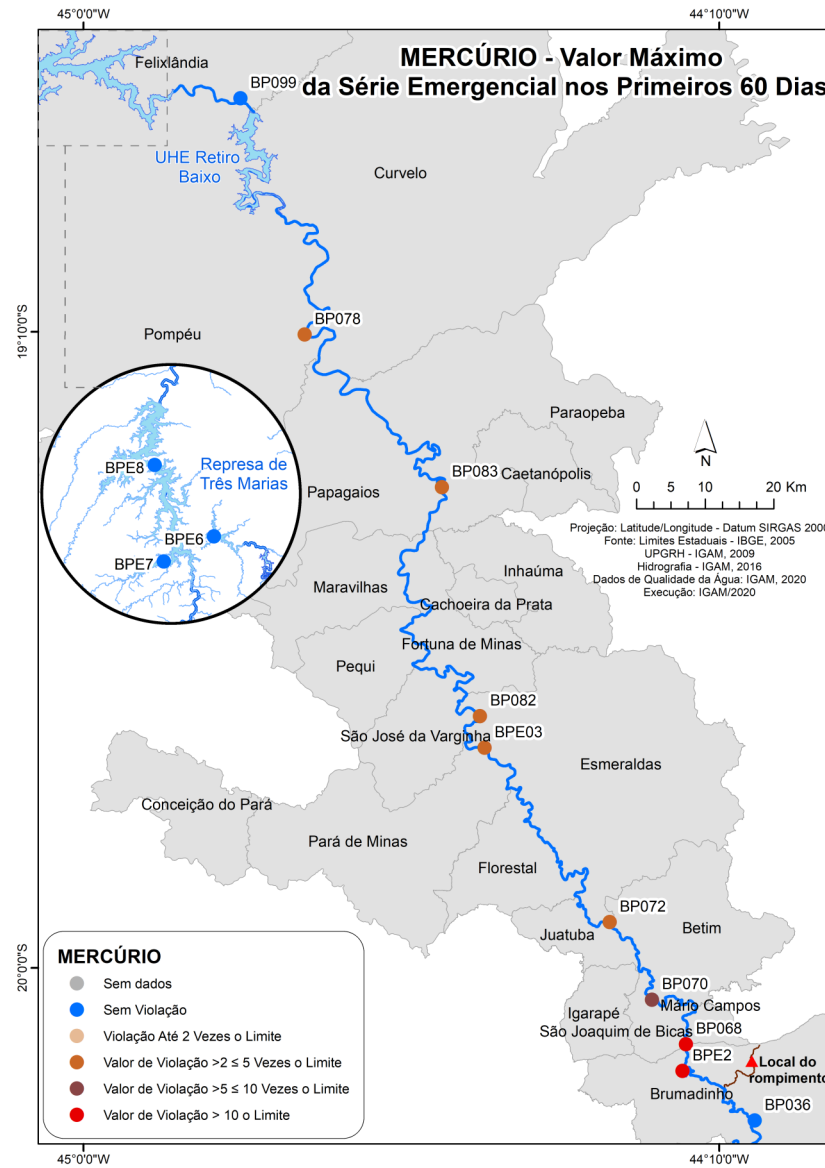 45°0'0"W
44°10'0"W
MERCÚRIO - Valor Máximo
da Série Emergencial nos Primeiros 60 Dias
Felixlândia
BP099
UHE Retiro
Baixo
Curvelo
19°10'0"S
BP078
Pompéu
Paraopeba
BPE8
Represa de
Três Marias
BP083
Caetanópolis
N
Papagaios
0 5 10 20 Km
BPE6
BPE7
Projeção: Latitude/Longitude - Datum SIRGAS 2000
Fonte: Limites Estaduais - IBGE, 2005
UPGRH - IGAM, 2009
Hidrografia - IGAM, 2016
Dados de Qualidade da Água: IGAM, 2020
Execução: IGAM/2020
Inhaúma
Maravilhas
Cachoeira da Prata
Fortuna de Minas
Pequi
BP082
São José da Varginha
BPE03
Esmeraldas
Conceição do Pará
Pará de Minas
Florestal
BP072
Juatuba
Betim
20°0'0"S
BP070
Mário Campos
Igarapé
São Joaquim de Bicas
BP068
BPE2
Local do
rompimento
Brumadinho
BP036
MERCÚRIO
Sem dados
Sem Violação
Violação Até 2 Vezes o Limite
Valor de Violação >2 ≤ 5 Vezes o Limite
Valor de Violação >5 ≤ 10 Vezes o Limite
Valor de Violação > 10 o Limite
45°0'0"W
44°10'0"W